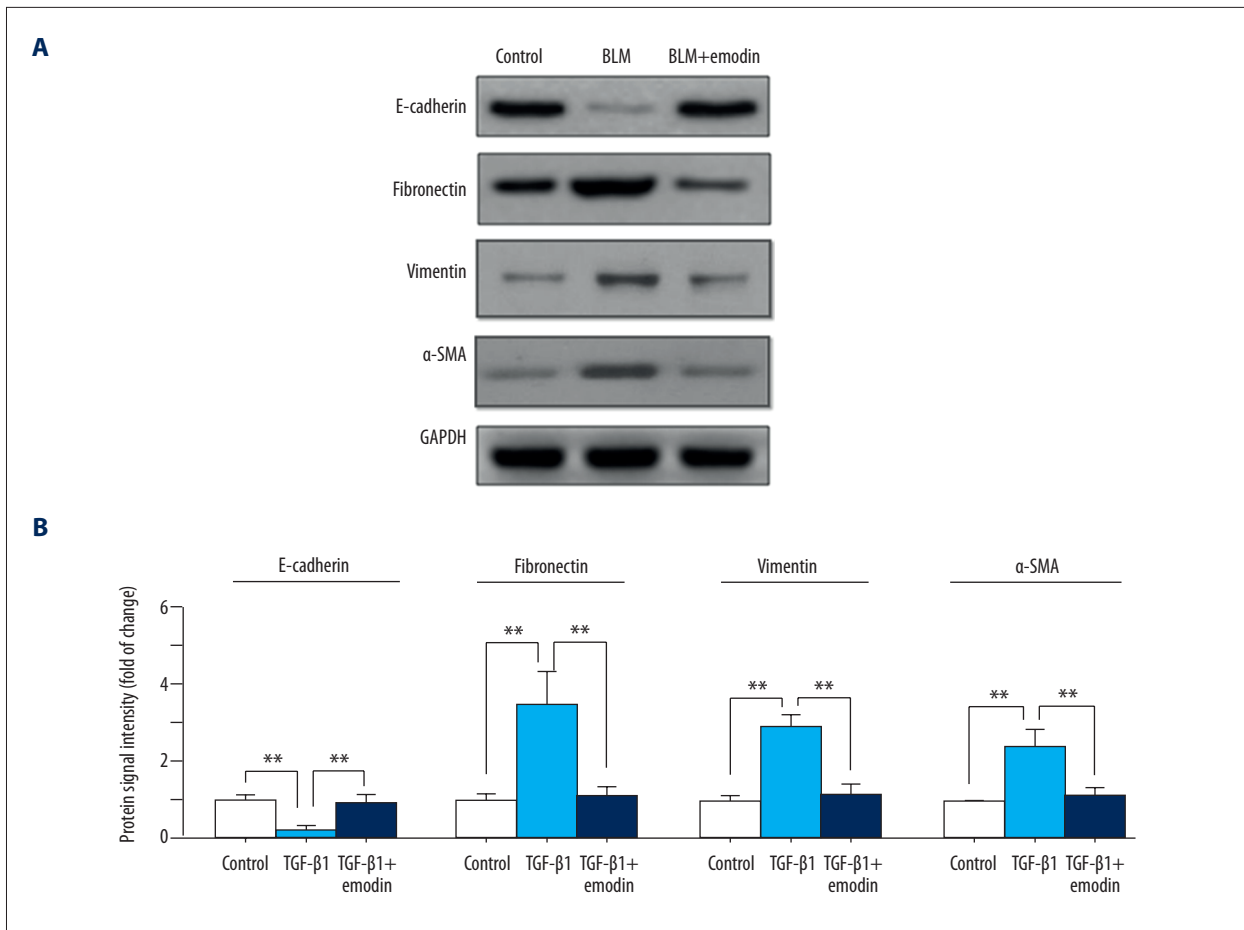 A
Control BLM BLM+emodin
E-cadherin
Fibronectin
Vimentin
α-SMA
GAPDH
B
E-cadherin Fibronectin Vimentin α-SMA
Protein signal intensity (fold of change)
6
4
2
0
** ** ** ** ** ** ** **
Control TGF-β1 TGF-β1+ Control TGF-β1 TGF-β1+ Control TGF-β1 TGF-β1+ Control TGF-β1 TGF-β1+
emodin emodin emodin emodin